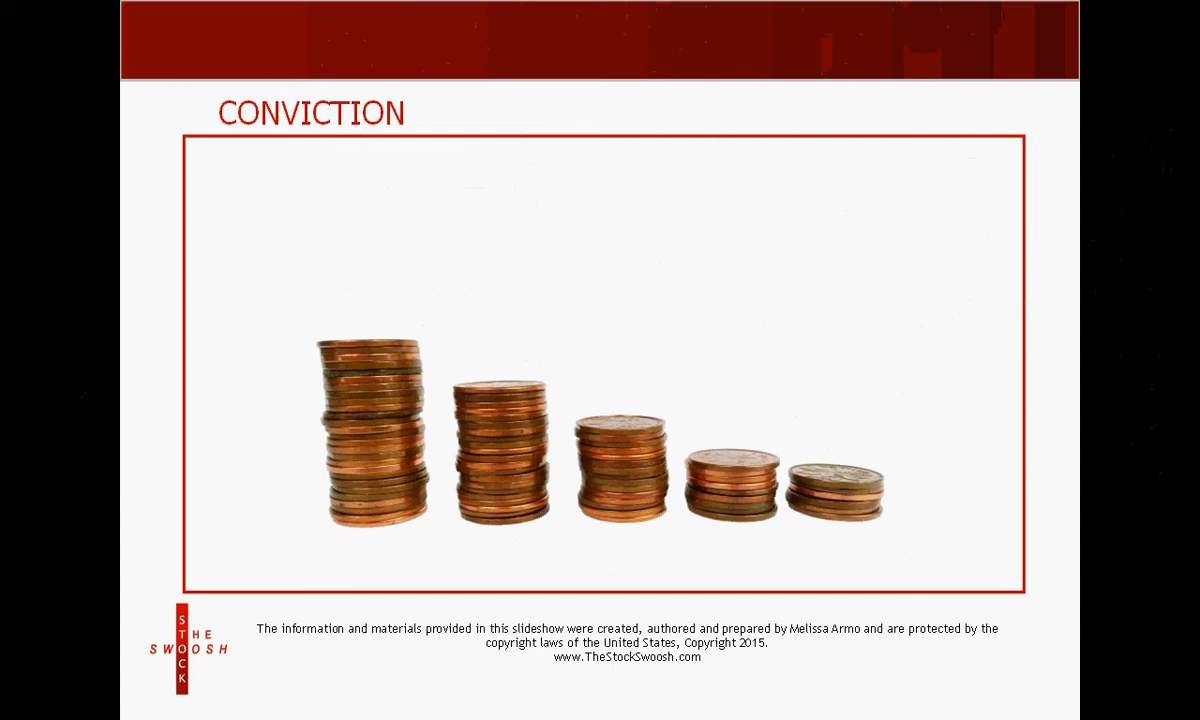 CONVICTION
STOCK
THE
SWOOSH
The information and materials provided in this slideshow were created, authored and prepared by Melissa Armo and are protected by the
copyright laws of the United States, Copyright 2015.
www.TheStockSwoosh.com